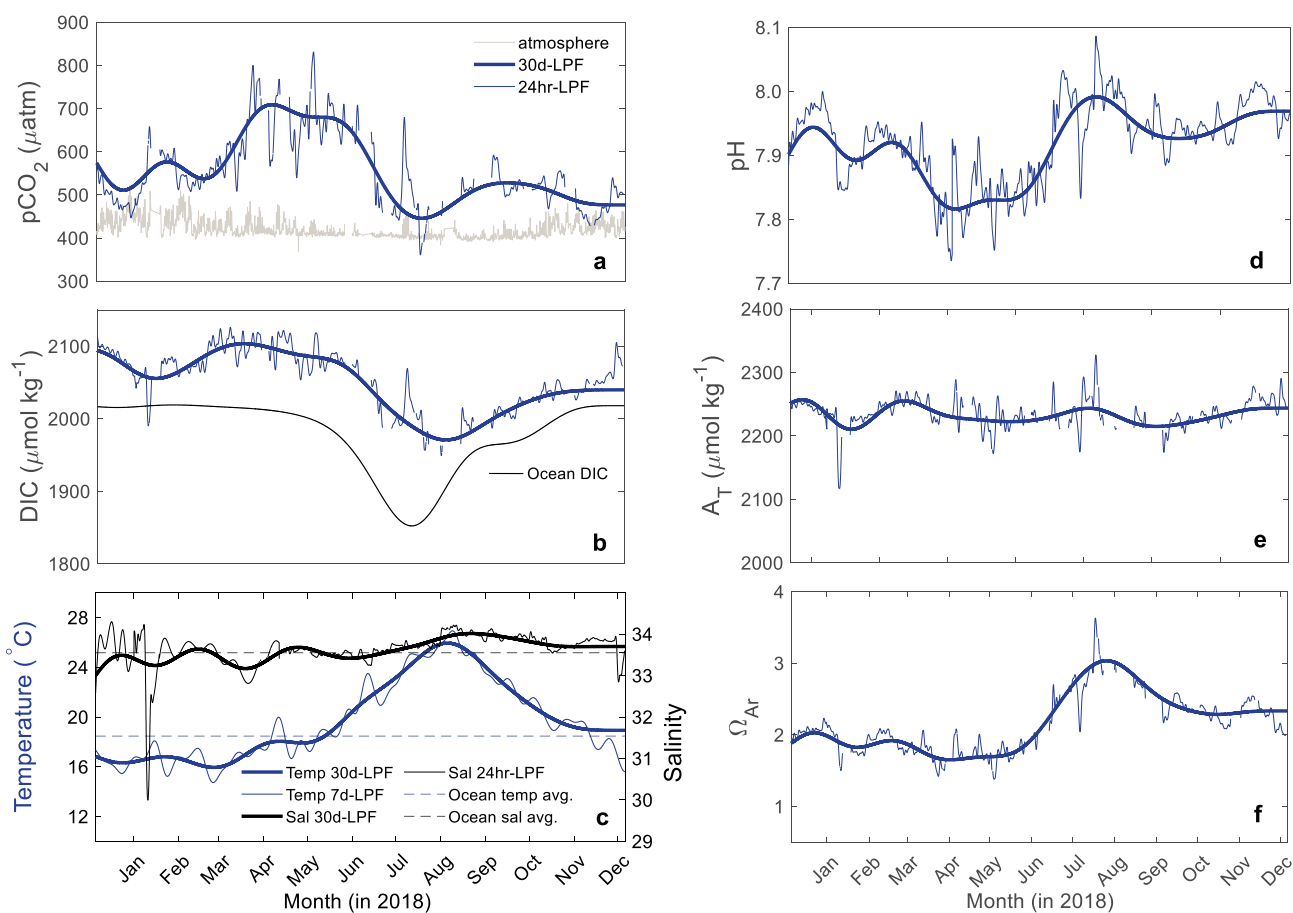 900
800
700
600
500
400
300
pCO2 (μatm)
atmosphere
30d-LPF
24hr-LPF
a
8.1
8.0
7.9
7.8
7.7
pH
d
2100
2000
1900
1800
DIC (μmol kg-1)
Ocean DIC
b
2400
2300
2200
2100
2000
AT (μmol kg-1)
e
28
24
20
16
12
Temperature (°C)
34
33
32
31
30
29
Salinity
Temp 30d-LPF
Temp 7d-LPF
Sal 30d-LPF
Sal 24hr-LPF
Ocean temp avg.
Ocean sal avg.
c
Jan Feb Mar Apr May Jun Jul Aug Sep Oct Nov Dec
Month (in 2018)
4
3
2
1
ΩAr
f
Jan Feb Mar Apr May Jun Jul Aug Sep Oct Nov Dec
Month (in 2018)